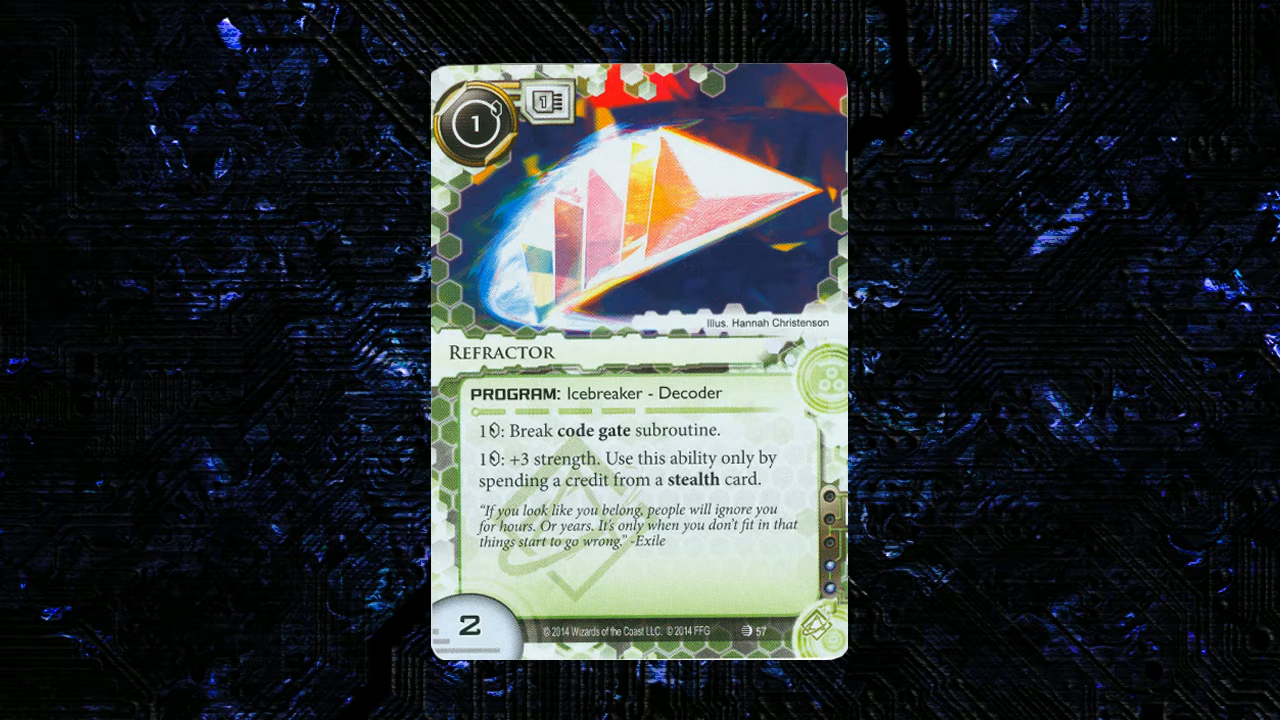 1
1
Illus. Hannah Christenson
Refractor
PROGRAM: Icebreaker - Decoder
1: Break code gate subroutine.
1: +3 strength. Use this ability only by
spending a credit from a stealth card.
“If you look like you belong, people will ignore you
for hours. Or years. It’s only when you don’t fit in that
things start to go wrong.” -Exile
2
© 2014 Wizards of the Coast LLC. © 2014 FFG 57